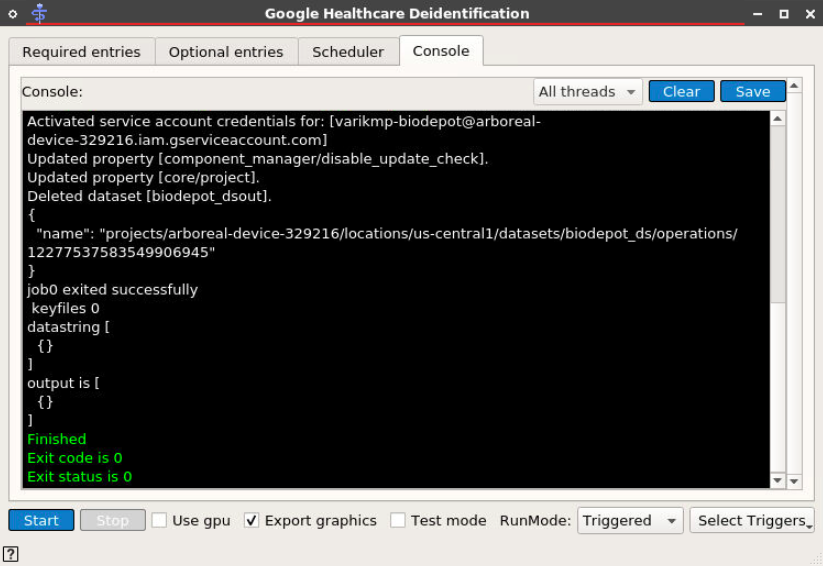 Google Healthcare Deidentification
Required entries
Optional entries
Scheduler
Console
Console:
All threads
Clear
Save
Activated service account credentials for: [varikmp-biodepot@arboreal-
device-329216.iam.gserviceaccount.com]
Updated property [component_manager/disable_update_check].
Updated property [core/project].
Deleted dataset [biodepot_dsout].
{
"name": "projects/arboreal-device-329216/locations/us-central1/datasets/biodepot_ds/operations/
12277537583549906945"
}
job0 exited successfully
keyfiles 0
datastring [
{}
]
output is [
{}
]
Finished
Exit code is 0
Exit status is 0
Start
Stop
Use gpu
Export graphics
Test mode
RunMode:
Triggered
Select Triggers
?